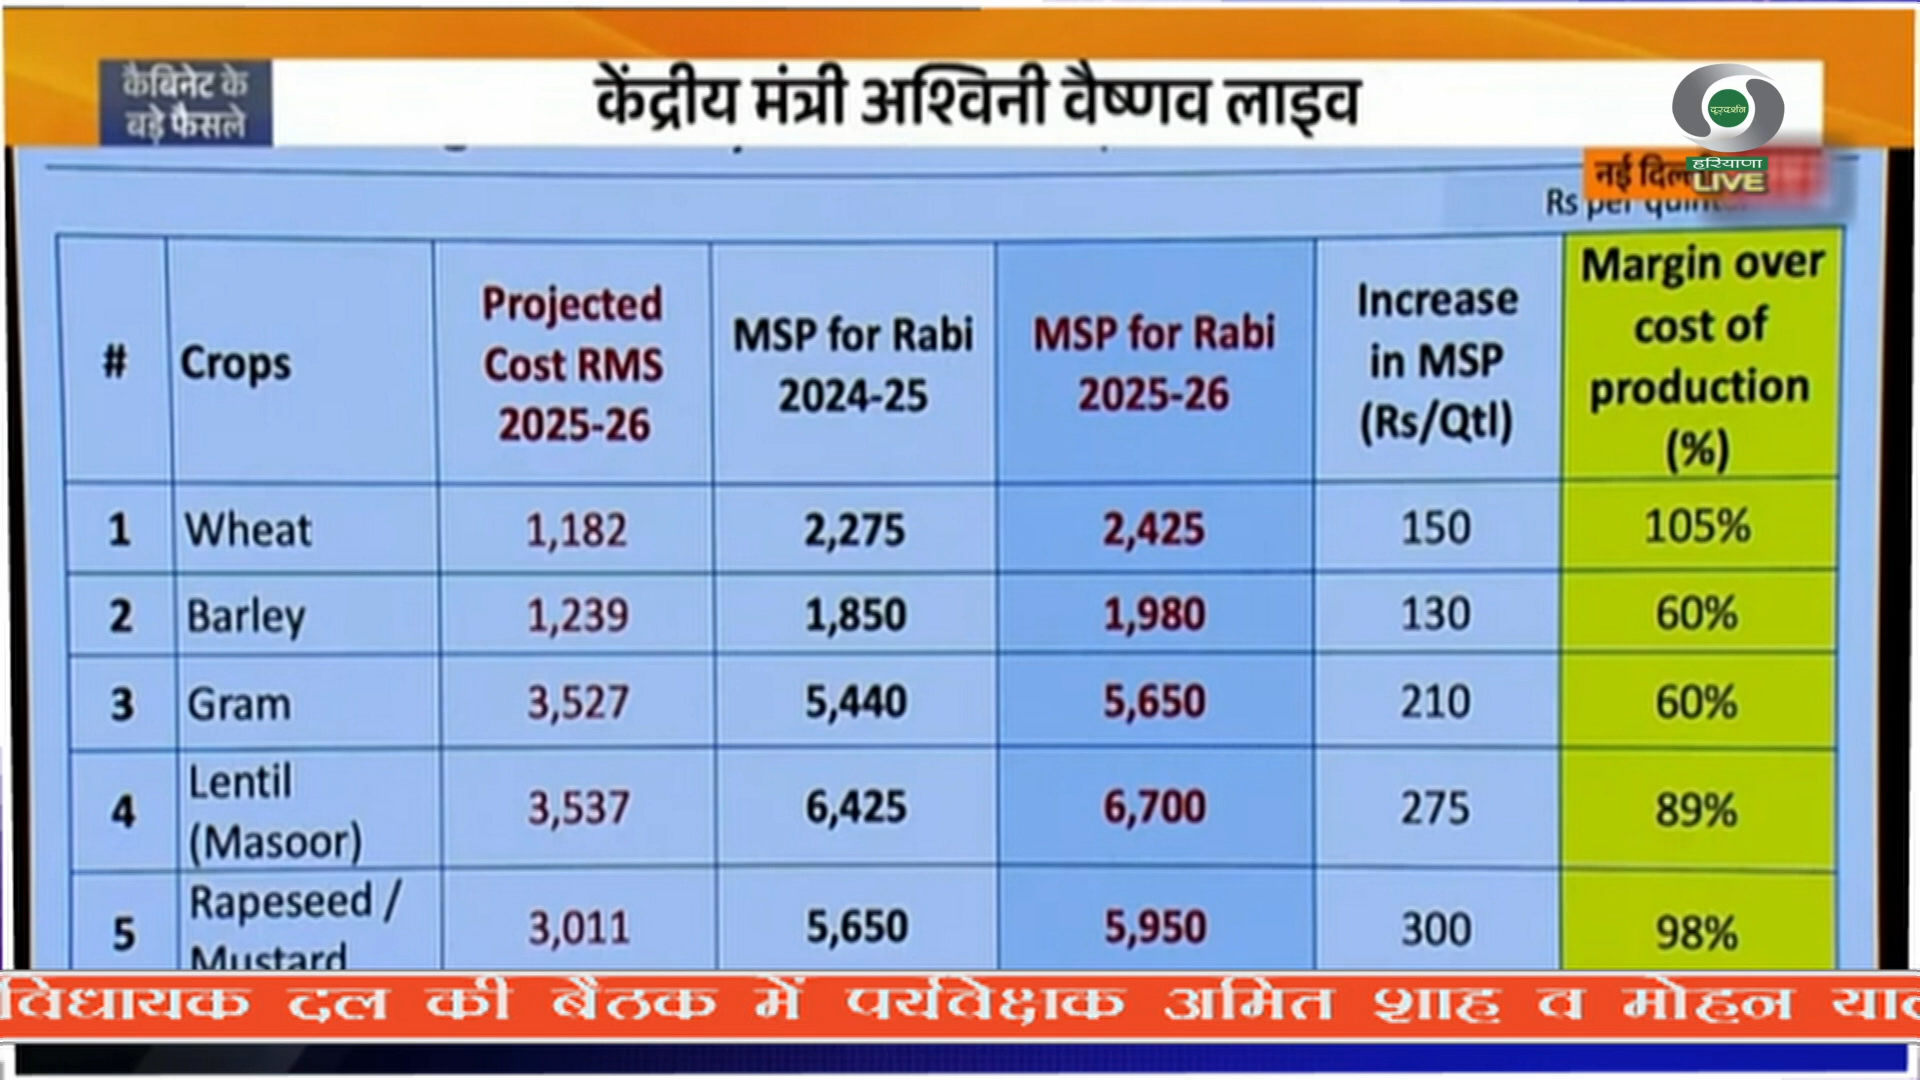 कैबिनेट के
बड़े फैसले
केंद्रीय मंत्री अश्विनी वैष्णव लाइव
दूरदर्शन
हरियाणा
LIVE
नई
Rs per
# Crops Projected Cost RMS 2025-26 MSP for Rabi 2024-25 MSP for Rabi 2025-26 Increase in MSP (Rs/Qtl) Margin over cost of production (%)
1 Wheat 1,182 2,275 2,425 150 105%
2 Barley 1,239 1,850 1,980 130 60%
3 Gram 3,527 5,440 5,650 210 60%
4 Lentil (Masoor) 3,537 6,425 6,700 275 89%
5 Rapeseed / Mustard 3,011 5,650 5,950 300 98%
विधायक दल की बैठक में पर्यवेक्षक अमित शाह व मोहन